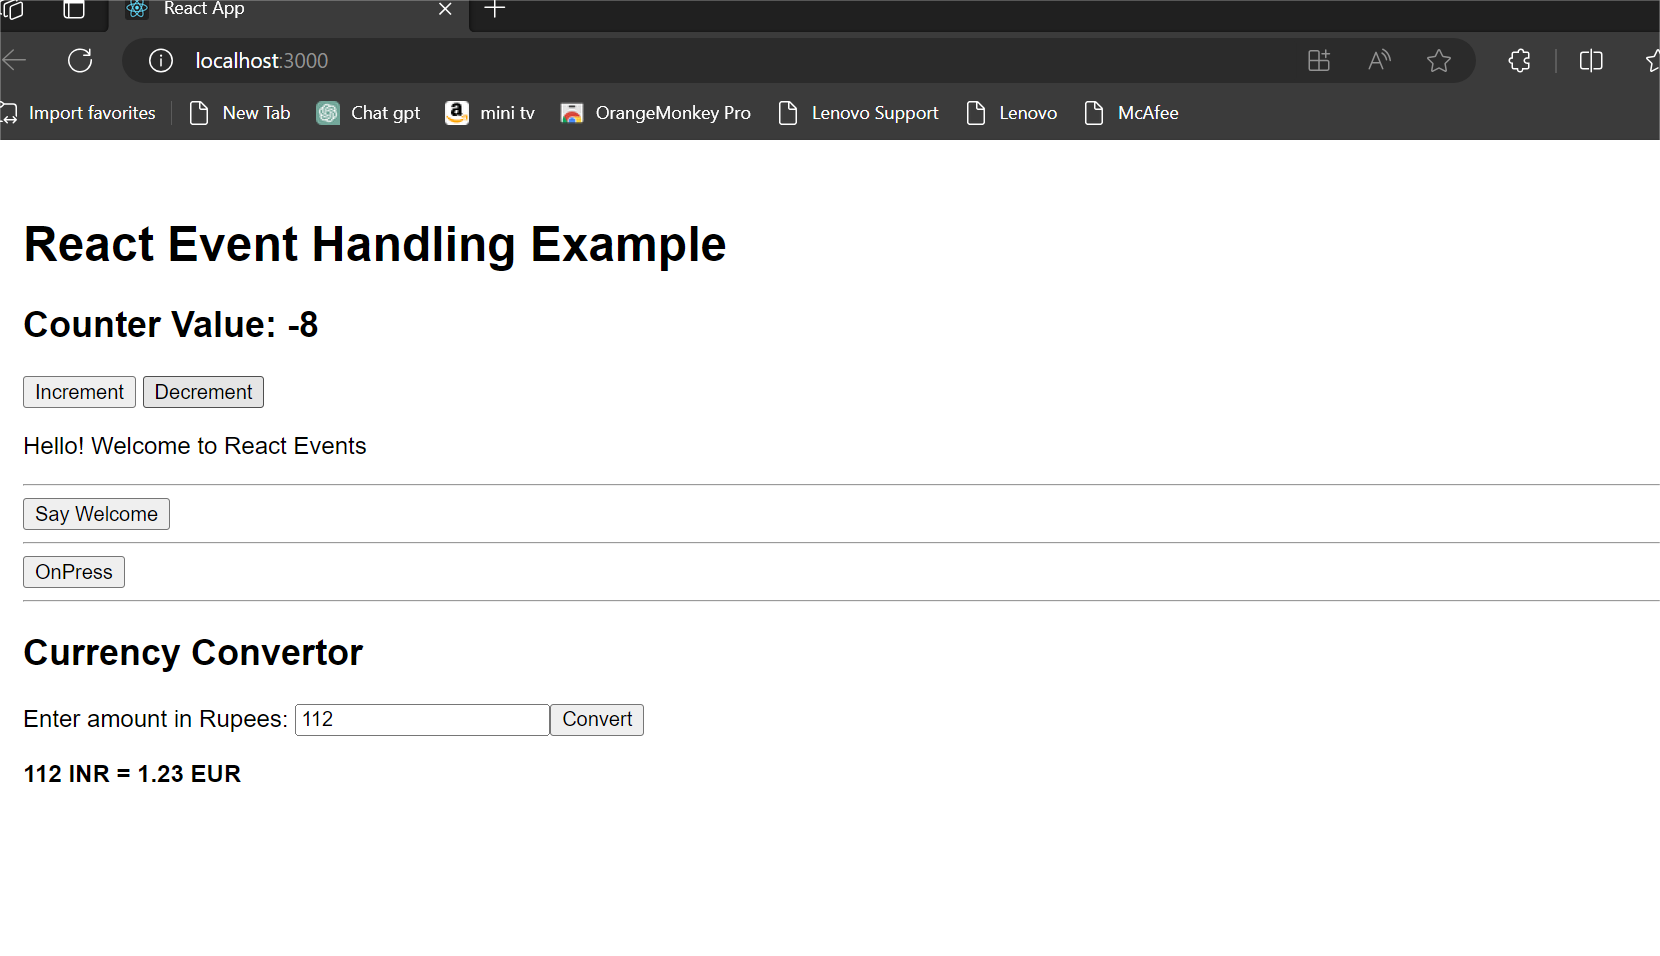 React App
localhost:3000
Import favorites New Tab Chat gpt mini tv OrangeMonkey Pro Lenovo Support Lenovo McAfee
React Event Handling Example
Counter Value: -8
Increment Decrement
Hello! Welcome to React Events
Say Welcome
OnPress
Currency Convertor
Enter amount in Rupees: 112 Convert
112 INR = 1.23 EUR